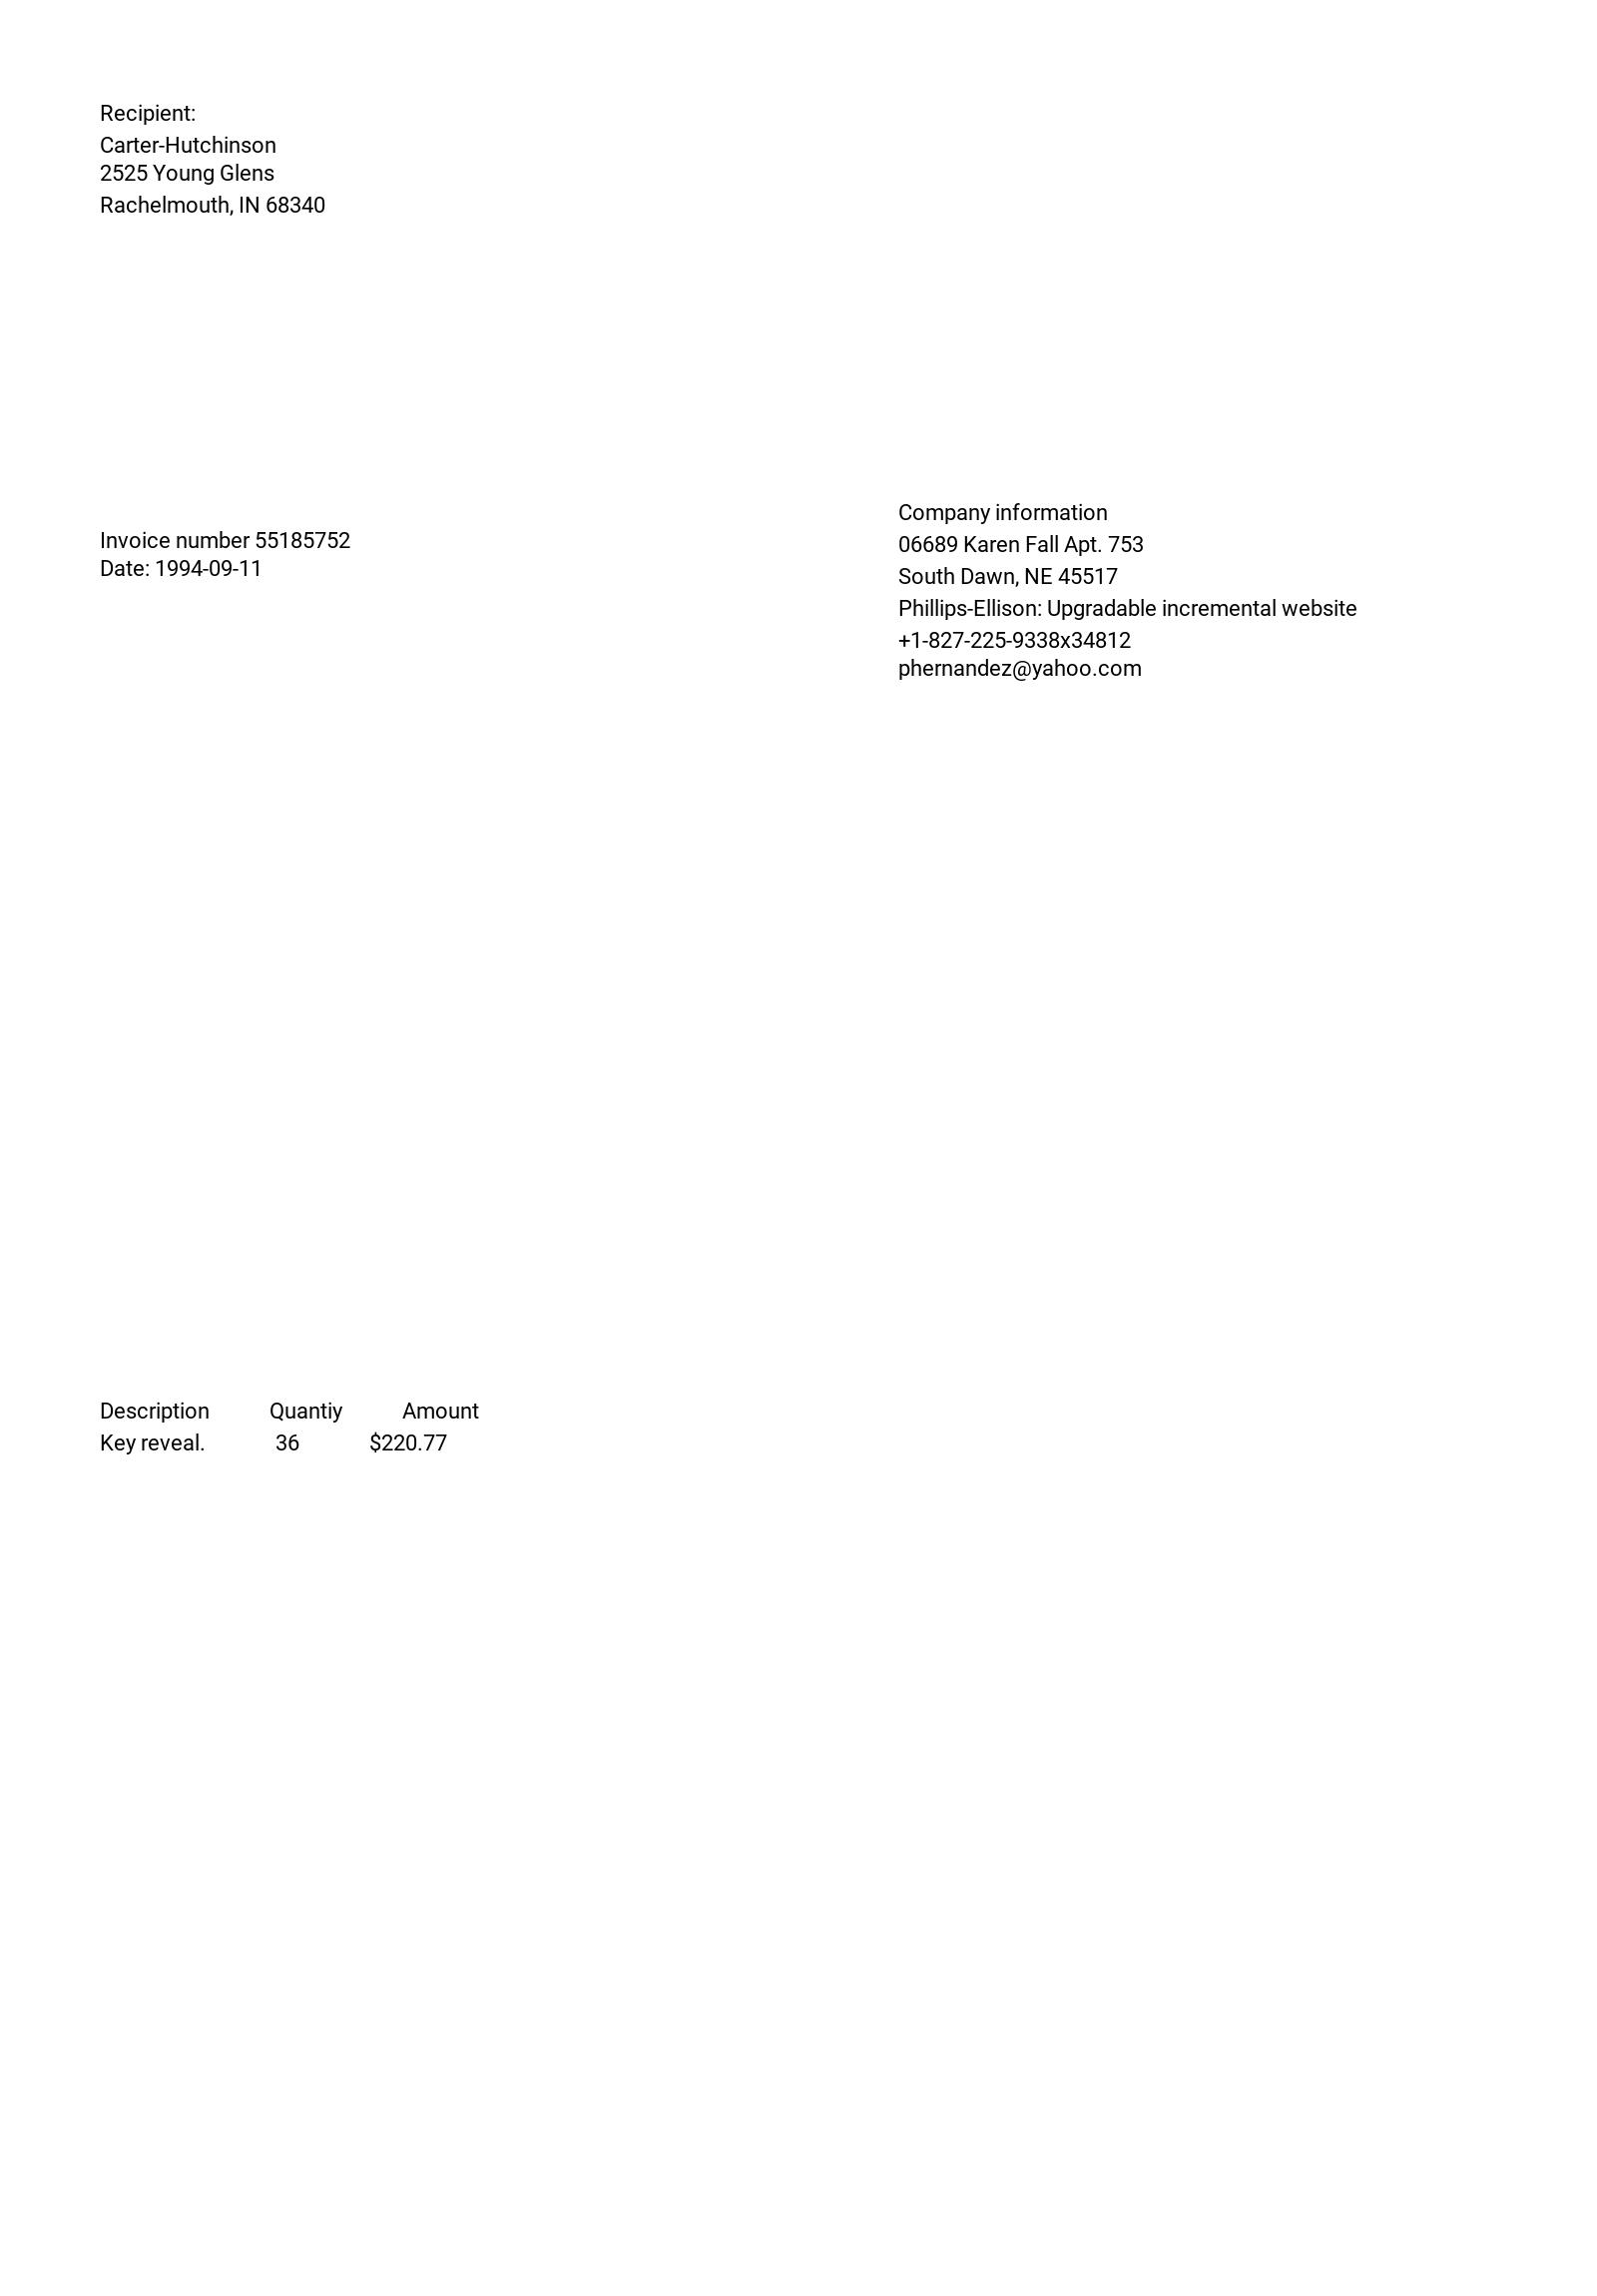 Recipient:
Carter-Hutchinson
2525 Young Glens
Rachelmouth, IN 68340
Invoice number 55185752
Date: 1994-09-11
Company information
06689 Karen Fall Apt. 753
South Dawn, NE 45517
Phillips-Ellison: Upgradable incremental website
+1-827-225-9338x34812
phernandez@yahoo.com
Description Quantiy Amount
Key reveal. 36 $220.77